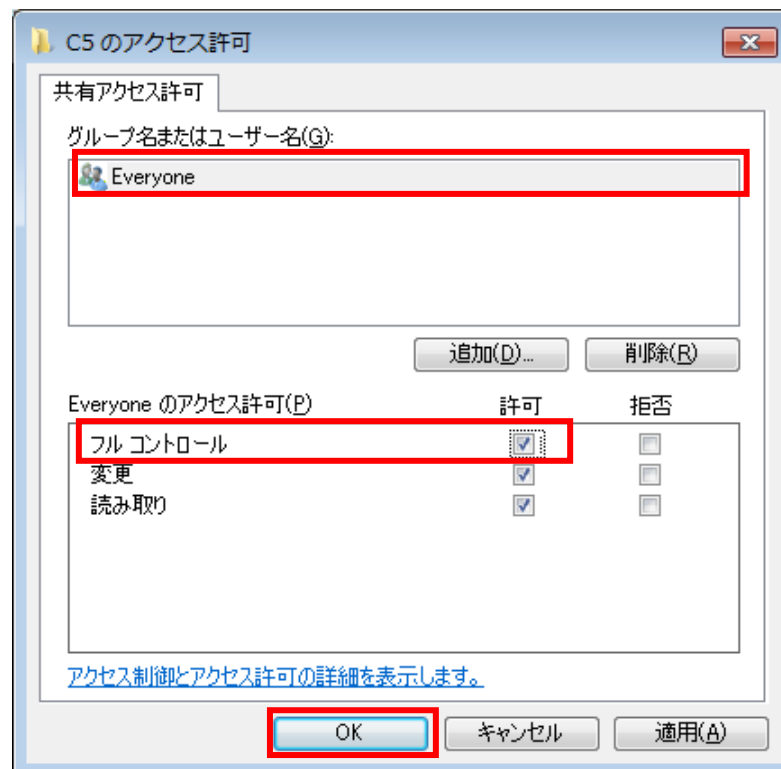 C5 のアクセス許可
共有アクセス許可
グループ名またはユーザー名(G):
Everyone
追加(D)... 削除(R)
Everyone のアクセス許可(P) 許可 拒否
フル コントロール
変更
読み取り
アクセス制御とアクセス許可の詳細を表示します。
OK キャンセル 適用(A)